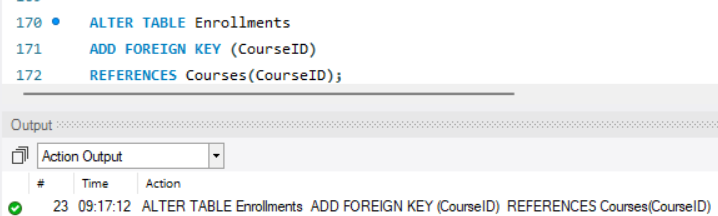 170 ALTER TABLE Enrollments
171 ADD FOREIGN KEY (CourseID)
172 REFERENCES Courses(CourseID);
Output
Action Output
# Time Action
23 09:17:12 ALTER TABLE Enrollments ADD FOREIGN KEY (CourseID) REFERENCES Courses(CourseID)